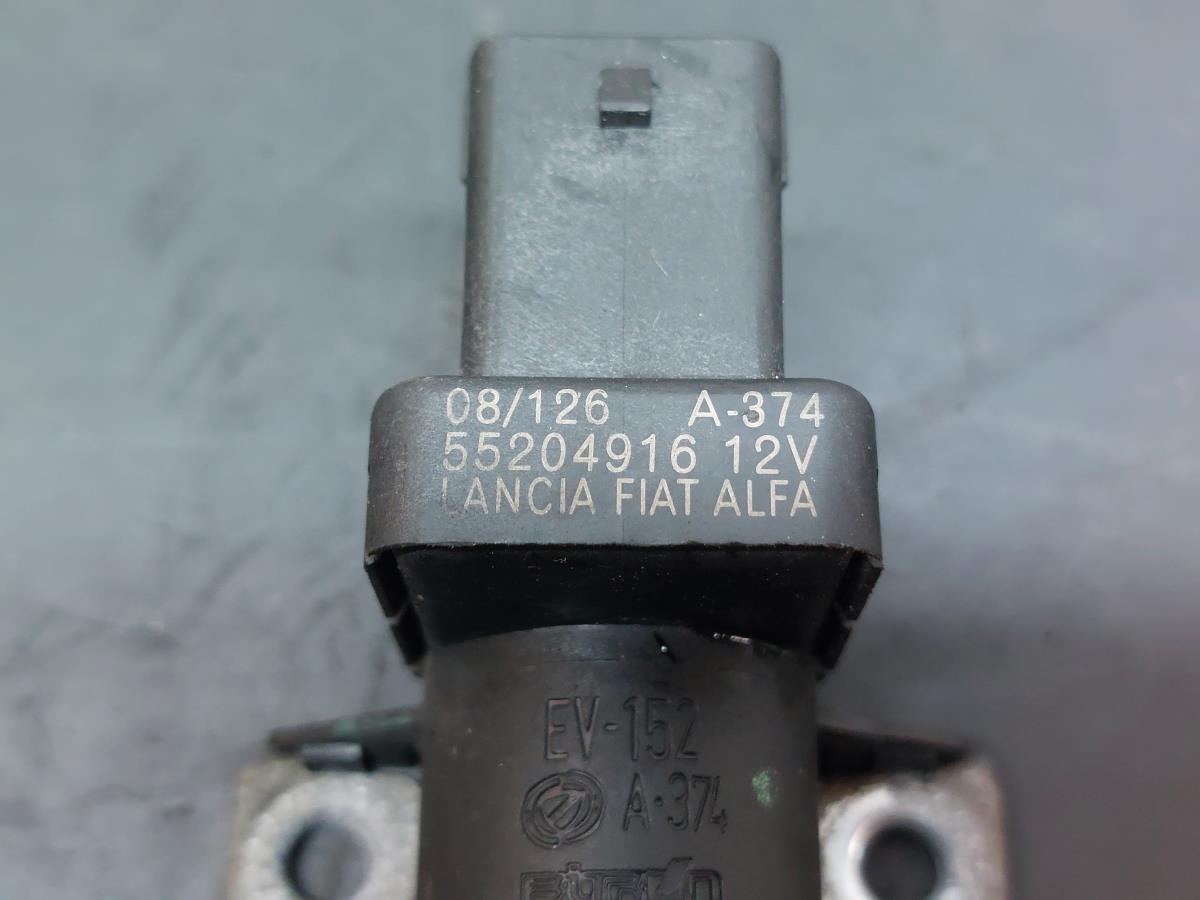 08/126 A-374
55204916 12V
LANCIA FIAT ALFA
EV-152
A-374